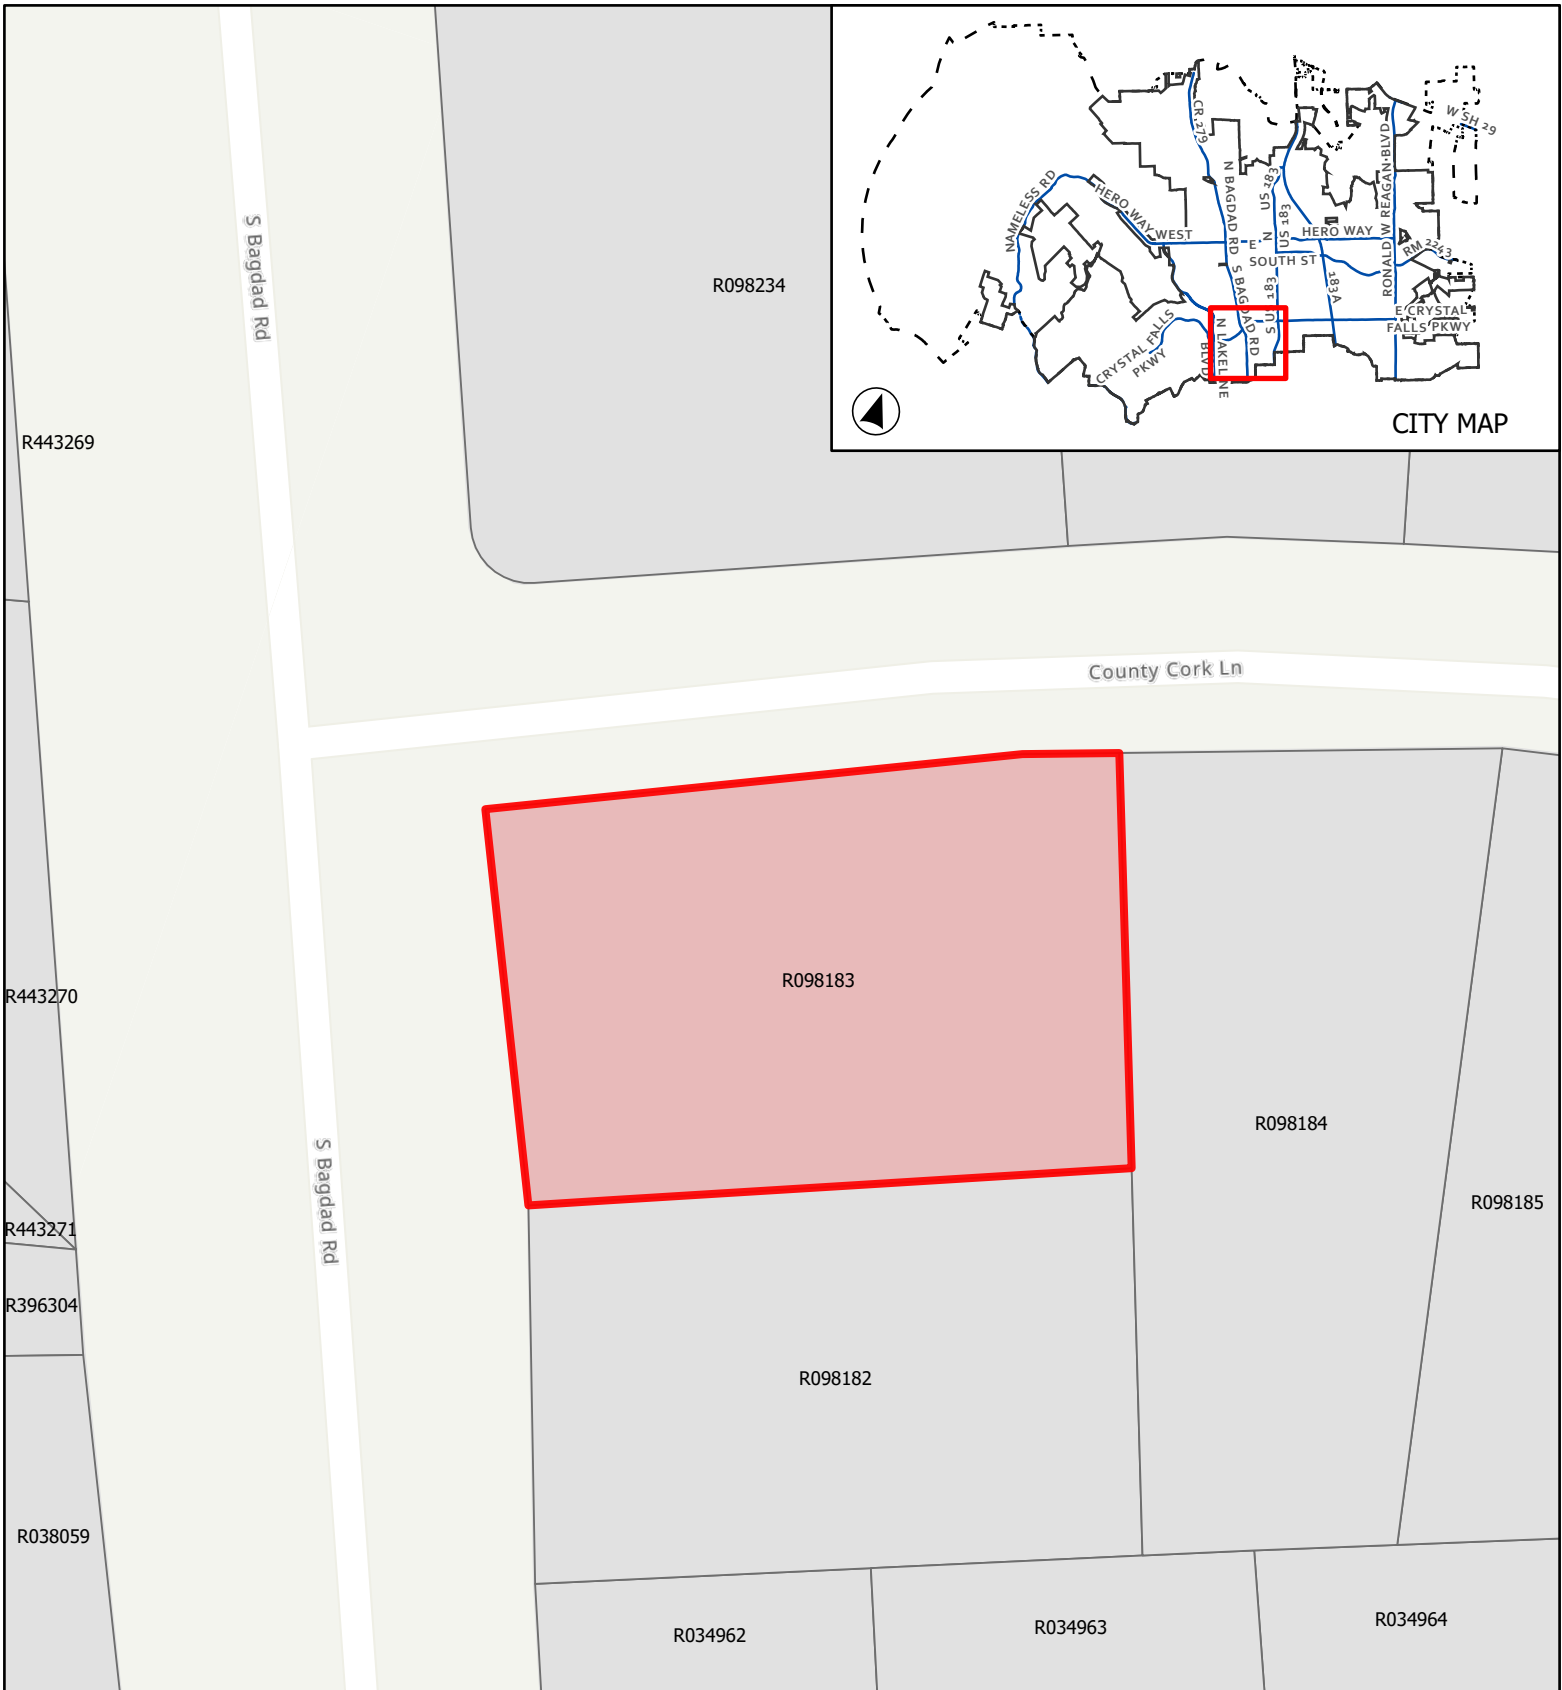 W SH 29
CR 279
N BAGDAD RD
US 183
N
US 183
RONALD W REAGAN BLVD
NAMELESS RD
HERO WAY
WEST
E
HERO WAY
SOUTH ST
RM 2243
S BAGDAD RD
S US 183
183A
E CRYSTAL
FALLS PKWY
CRYSTAL FALLS
PKWY
N LAKELINE
BLVD
CITY MAP
S Bagdad Rd
R098234
R443269
County Cork Ln
R098183
R443270
R098184
S Bagdad Rd
R098185
R443271
R396304
R098182
R038059
R034962
R034963
R034964